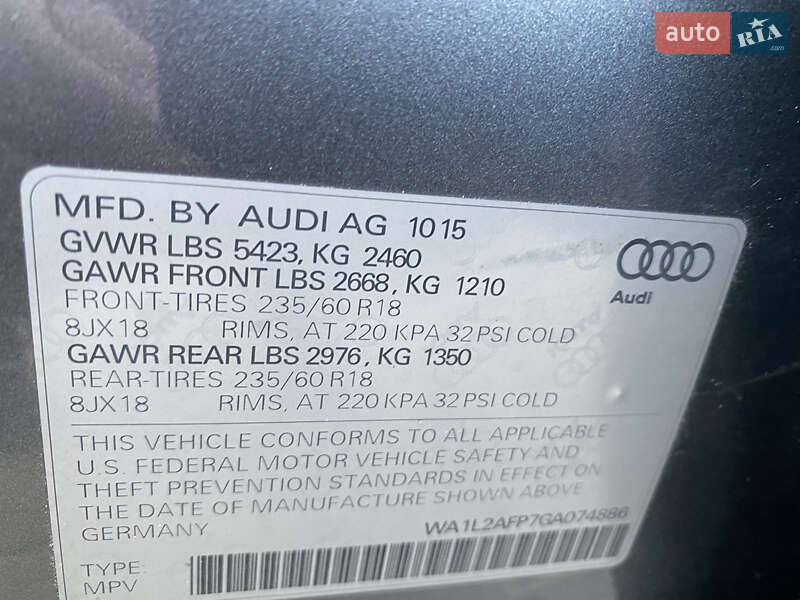 auto RIA.com
MFD. BY AUDI AG 1015
GVWR LBS 5423, KG 2460
GAWR FRONT LBS 2668, KG 1210
FRONT-TIRES 235/60 R18
8JX18 RIMS, AT 220 KPA 32 PSI COLD
GAWR REAR LBS 2976, KG 1350
REAR-TIRES 235/60 R18
8JX18 RIMS, AT 220 KPA 32 PSI COLD
Audi
THIS VEHICLE CONFORMS TO ALL APPLICABLE
U.S. FEDERAL MOTOR VEHICLE SAFETY AND
THEFT PREVENTION STANDARDS IN EFFECT ON
THE DATE OF MANUFACTURE SHOWN ABOVE
GERMANY WA1L2AFP7GA074886
TYPE:
MPV